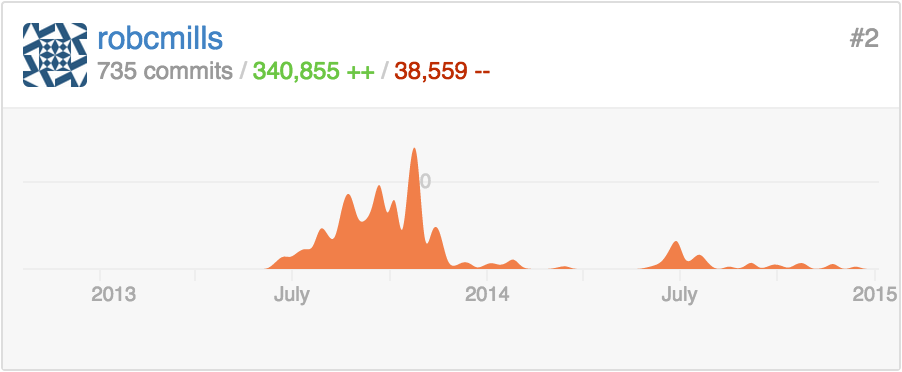 robcmills
#2
735 commits / 340,855 ++ / 38,559 --
0
2013 July 2014 July 2015